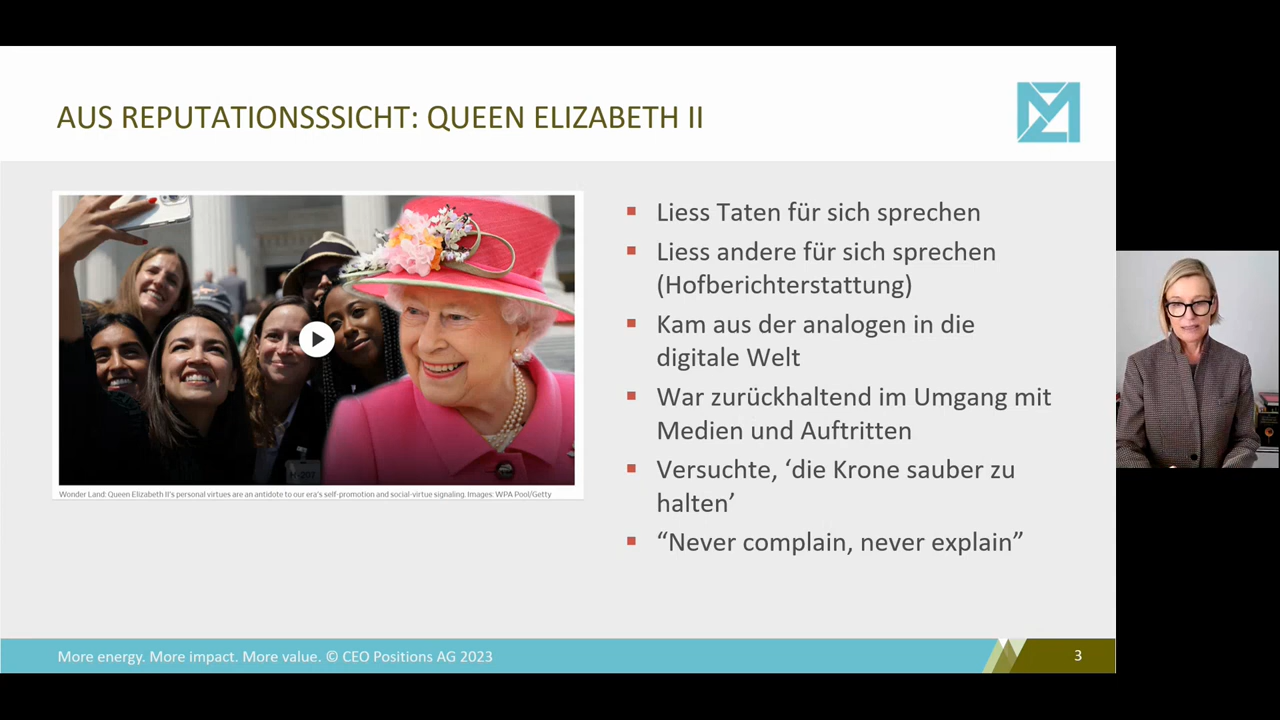 AUS REPUTATIONSSSICHT: QUEEN ELIZABETH II
Wonder Land: Queen Elizabeth II's personal virtues are an antidote to our era's self-promotion and social-virtue signaling. Images: WPA Pool/Getty
▪ Liess Taten für sich sprechen
▪ Liess andere für sich sprechen
(Hofberichterstattung)
▪ Kam aus der analogen in die
digitale Welt
▪ War zurückhaltend im Umgang mit
Medien und Auftritten
▪ Versuchte, ‘die Krone sauber zu
halten’
▪ “Never complain, never explain”
More energy. More impact. More value. © CEO Positions AG 2023
3